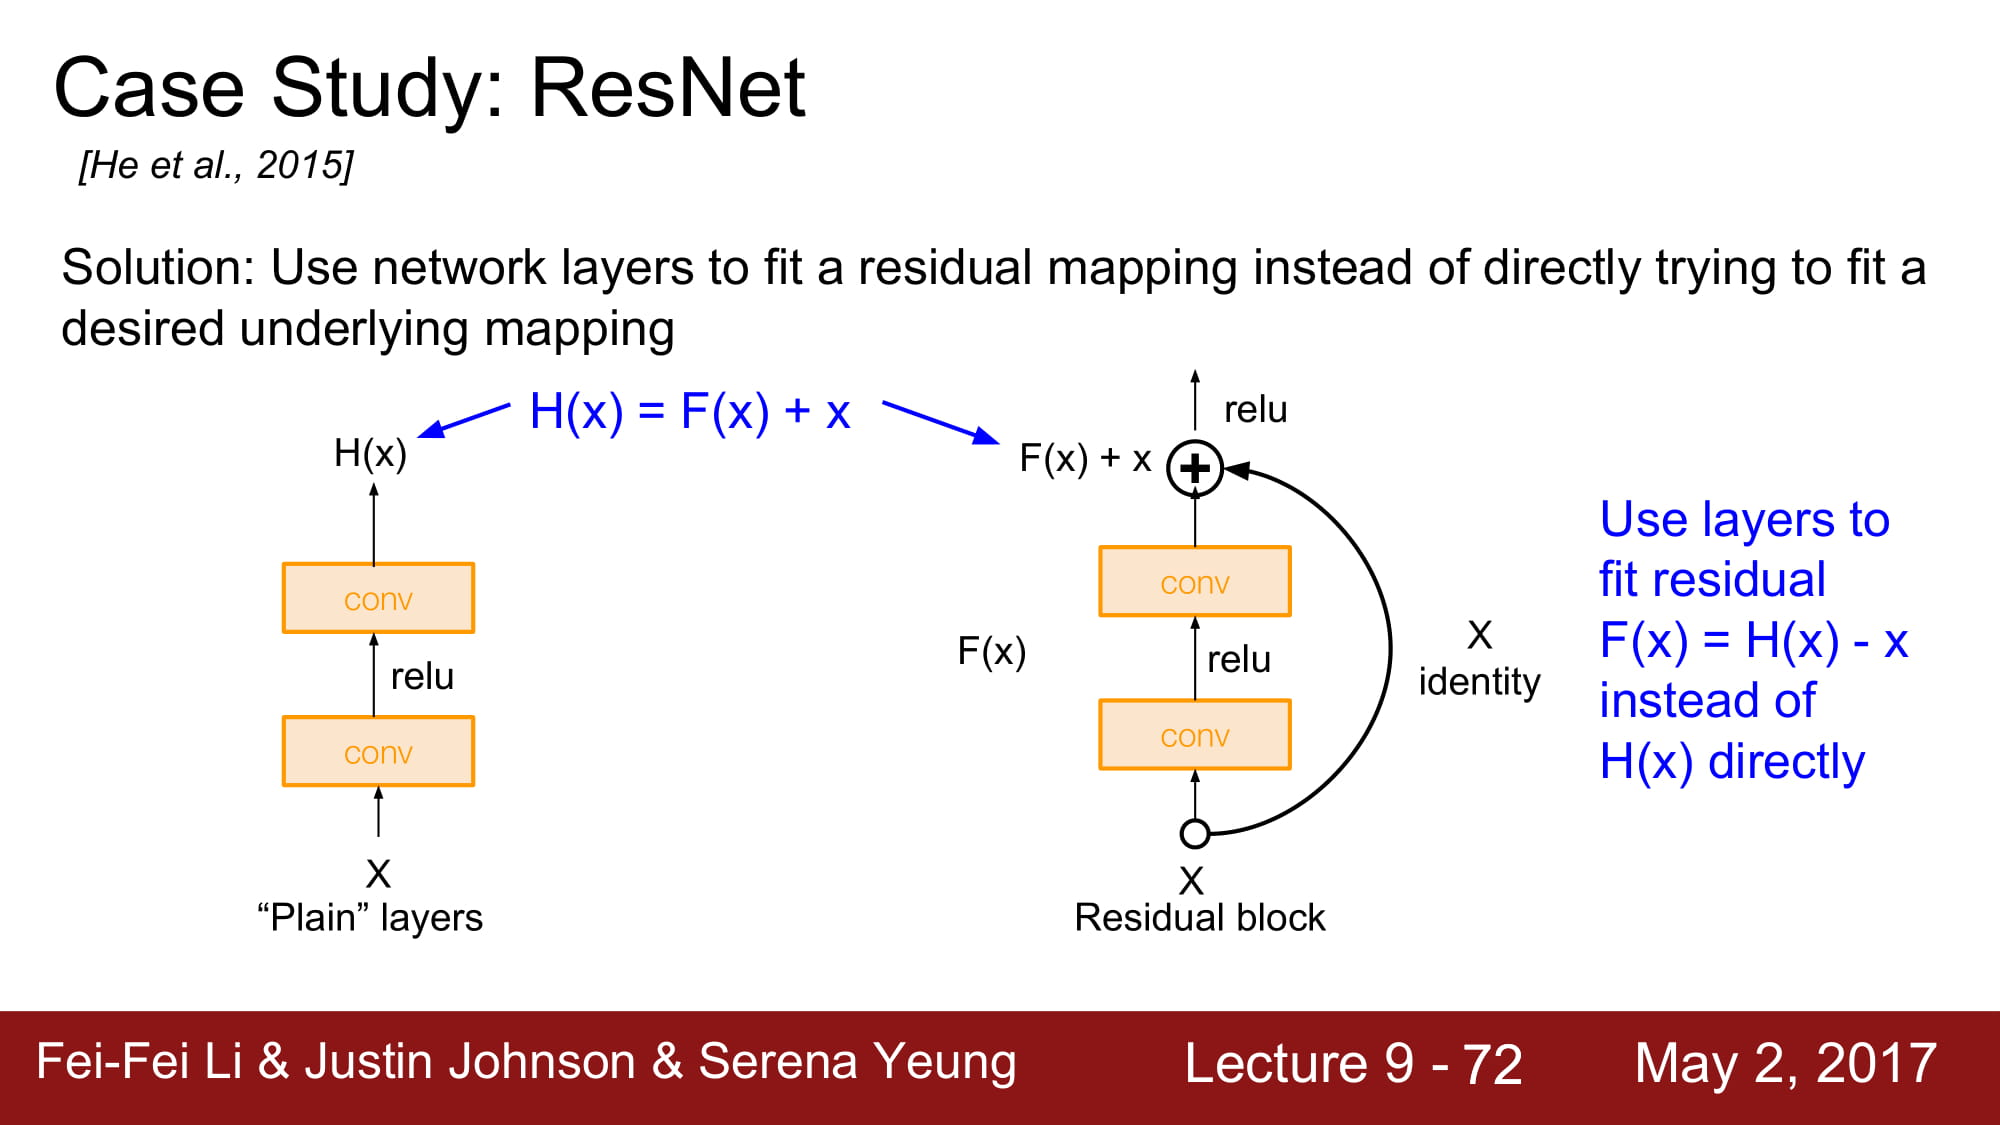 Case Study: ResNet
[He et al., 2015]
Solution: Use network layers to fit a residual mapping instead of directly trying to fit a
desired underlying mapping
H(x) = F(x) + x
H(x)
conv
relu
conv
X
“Plain” layers
relu
F(x) + x
+
conv
F(x)
relu
conv
X
identity
X
Residual block
Use layers to
fit residual
F(x) = H(x) - x
instead of
H(x) directly
Fei-Fei Li & Justin Johnson & Serena Yeung
Lecture 9 - 72
May 2, 2017